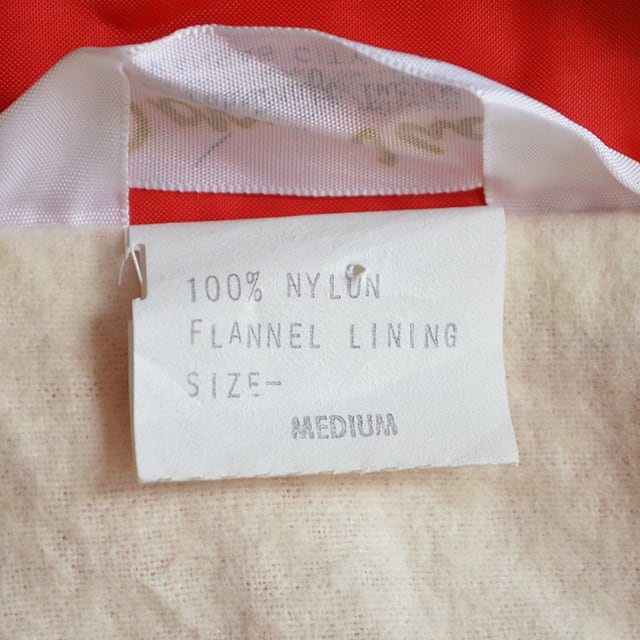 100% NYLON
FLANNEL LINING
SIZE-
MEDIUM